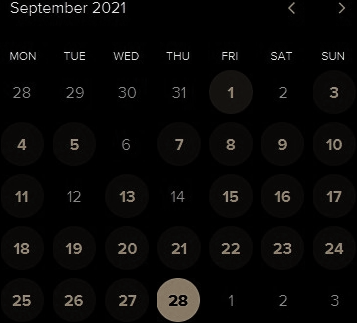 September 2021 < >
MON TUE WED THU FRI SAT SUN
28 29 30 31 1 2 3
4 5 6 7 8 9 10
11 12 13 14 15 16 17
18 19 20 21 22 23 24
25 26 27 28 1 2 3